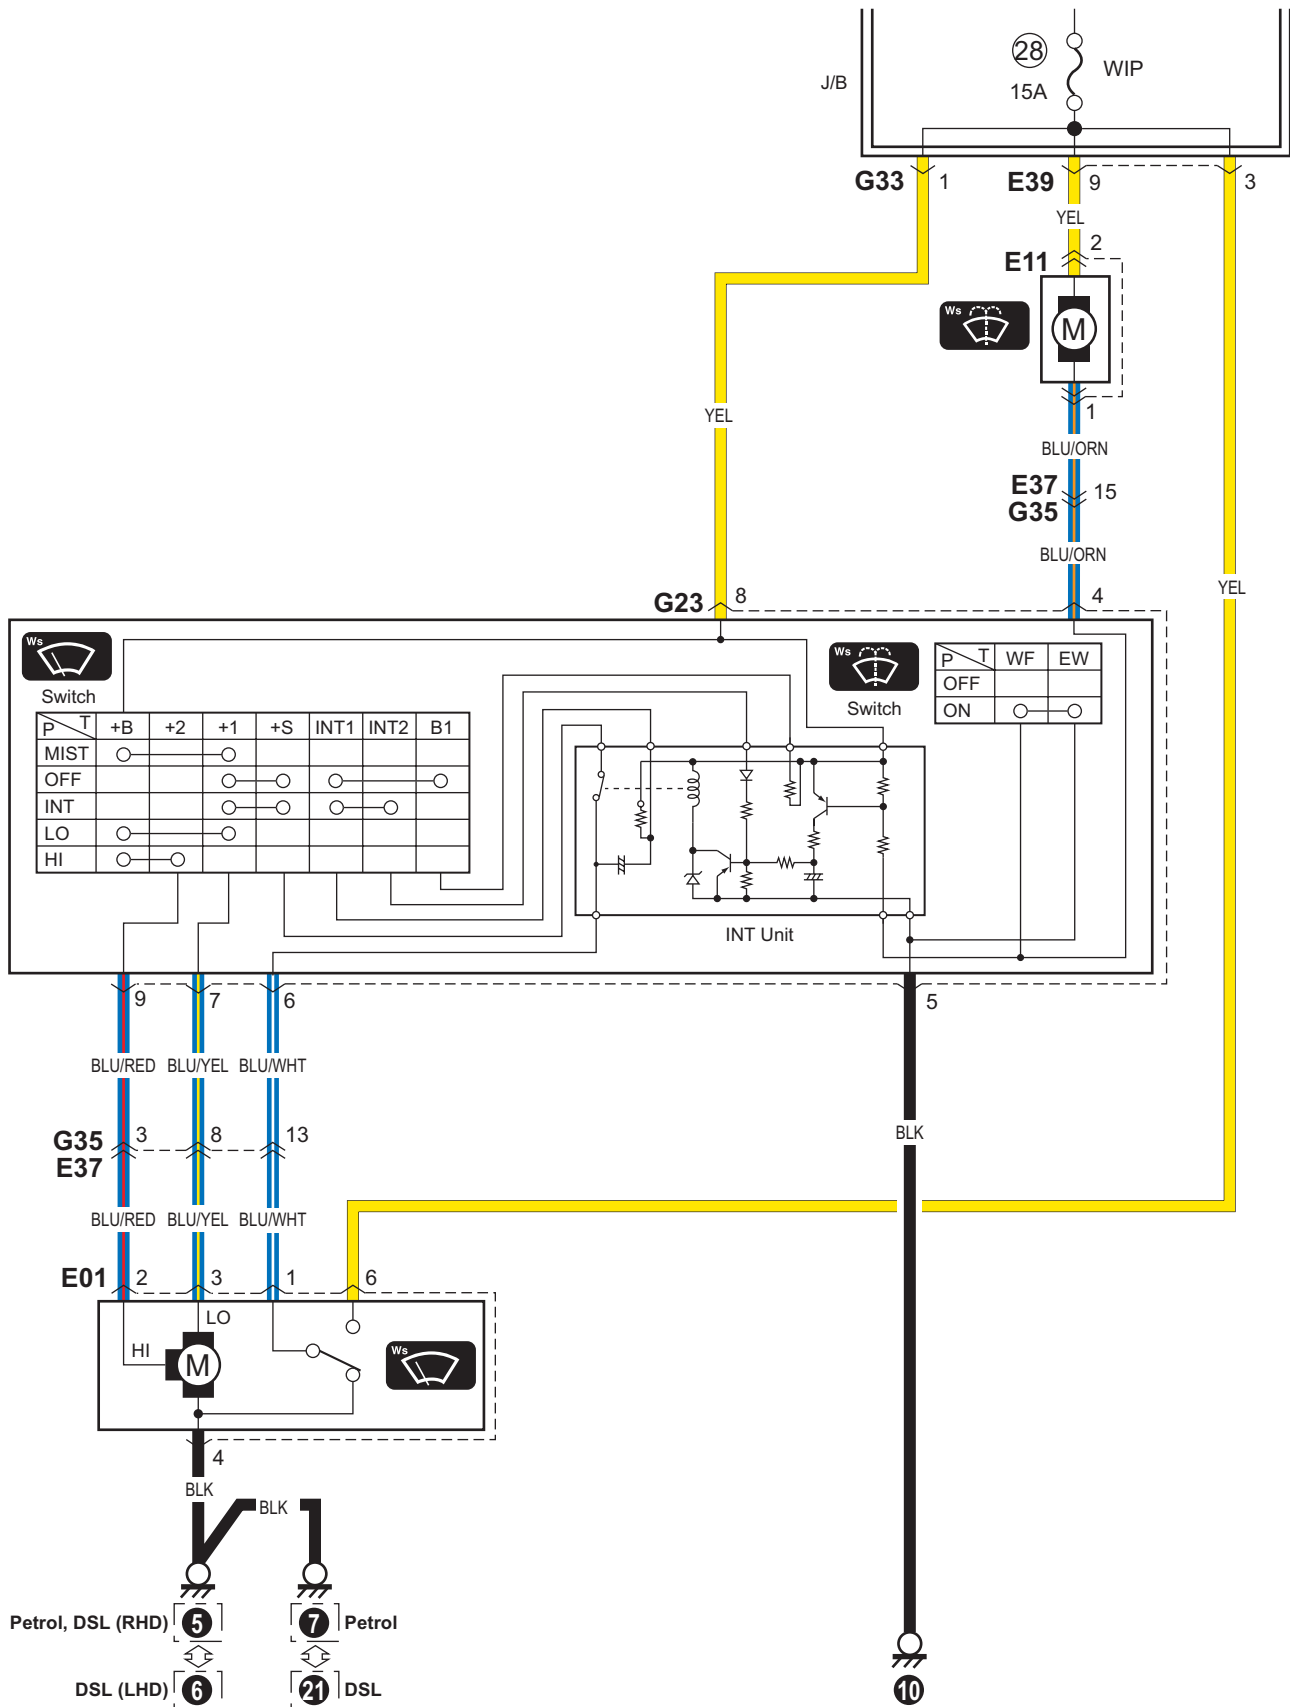 28
15A
WIP
J/B
G33 1
E39 9
3
YEL
2
E11
Ws
M
1
YEL
BLU/ORN
E37
G35
15
BLU/ORN
YEL
G23 8
4
Ws
Switch
Ws
Switch
P T WF EW
OFF
ON
P T +B +2 +1 +S INT1 INT2 B1
MIST
OFF
INT
LO
HI
INT Unit
9 7 6 5
BLU/RED BLU/YEL BLU/WHT
BLK
G35
E37
3 8 13
BLU/RED BLU/YEL BLU/WHT
E01 2 3 1 6
LO
HI
M
Ws
4
BLK
BLK
Petrol, DSL (RHD) 5
7 Petrol
DSL (LHD) 6
21 DSL
10